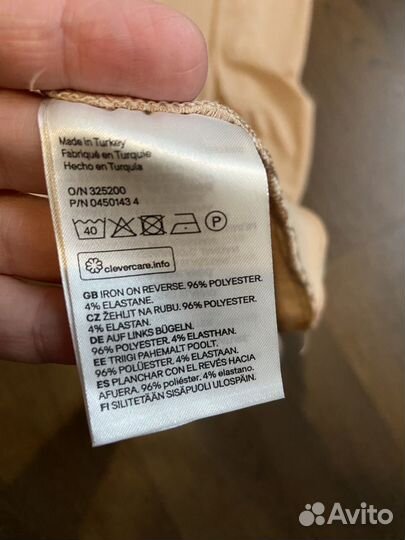 Made in Turkey
Fabriqué en Turquie
Hecho en Turquía
O/N 325200
P/N 0450143 4
40 P
clevercare.info
GB IRON ON REVERSE. 96% POLYESTER.
4% ELASTANE.
CZ ŽEHLIT NA RUBU. 96% POLYESTER.
4% ELASTAN.
DE AUF LINKS BÜGELN.
96% POLYESTER. 4% ELASTHAN.
EE TRIIGI PAHEMALT POOLT.
96% POLÜESTER. 4% ELASTAAN.
ES PLANCHAR CON EL REVÉS HACIA
AFUERA. 96% poliéster. 4% elastano.
FI SILITETÄÄN SISÄPUOLI ULOSPÄIN.
Avito